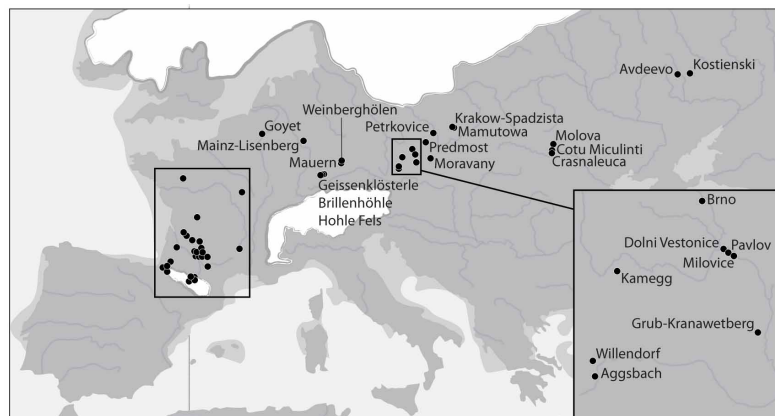 Avdeevo
Kostienski
Weinberghölen
Goyet
Petrkovice
Krakow-Spadzista
Mamutowa
Mainz-Lisenberg
Molova
Predmost
Cotu Miculinti
Mauern
Moravany
Crasnaleuca
Geissenklösterle
Brillenhöhle
Hohle Fels
Brno
Dolni Vestonice
Pavlov
Milovice
Kamegg
Grub-Kranawetberg
Willendorf
Aggsbach